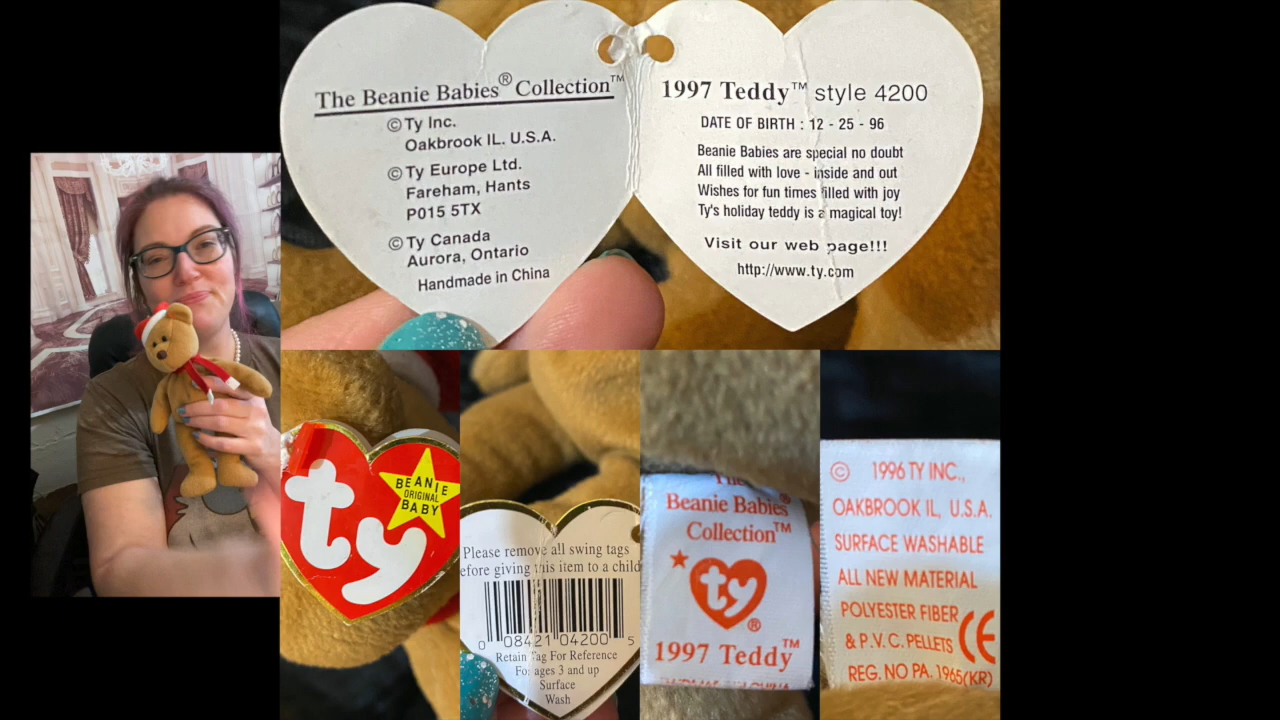 The Beanie Babies® Collection™
©Ty Inc.
Oakbrook IL. U.S.A.
©Ty Europe Ltd.
Fareham, Hants
P015 5TX
©Ty Canada
Aurora, Ontario
Handmade in China
1997 Teddy™ style 4200
DATE OF BIRTH : 12 - 25 - 96
Beanie Babies are special no doubt
All filled with love - inside and out
Wishes for fun times filled with joy
Ty's holiday teddy is a magical toy!
Visit our web page!!!
http://www.ty.com
ty
BEANIE
ORIGINAL
BABY
Please remove all swing tags
efore giving this item to a child
0 08421 04200 5
Retain Tag For Reference
For ages 3 and up
Surface
Wash
The
Beanie Babies®
Collection™
ty®
1997 Teddy™
© 1996 TY INC.,
OAKBROOK IL, U.S.A.
SURFACE WASHABLE
ALL NEW MATERIAL
POLYESTER FIBER
& P.V.C. PELLETS CE
REG. NO PA. 1965(KR)